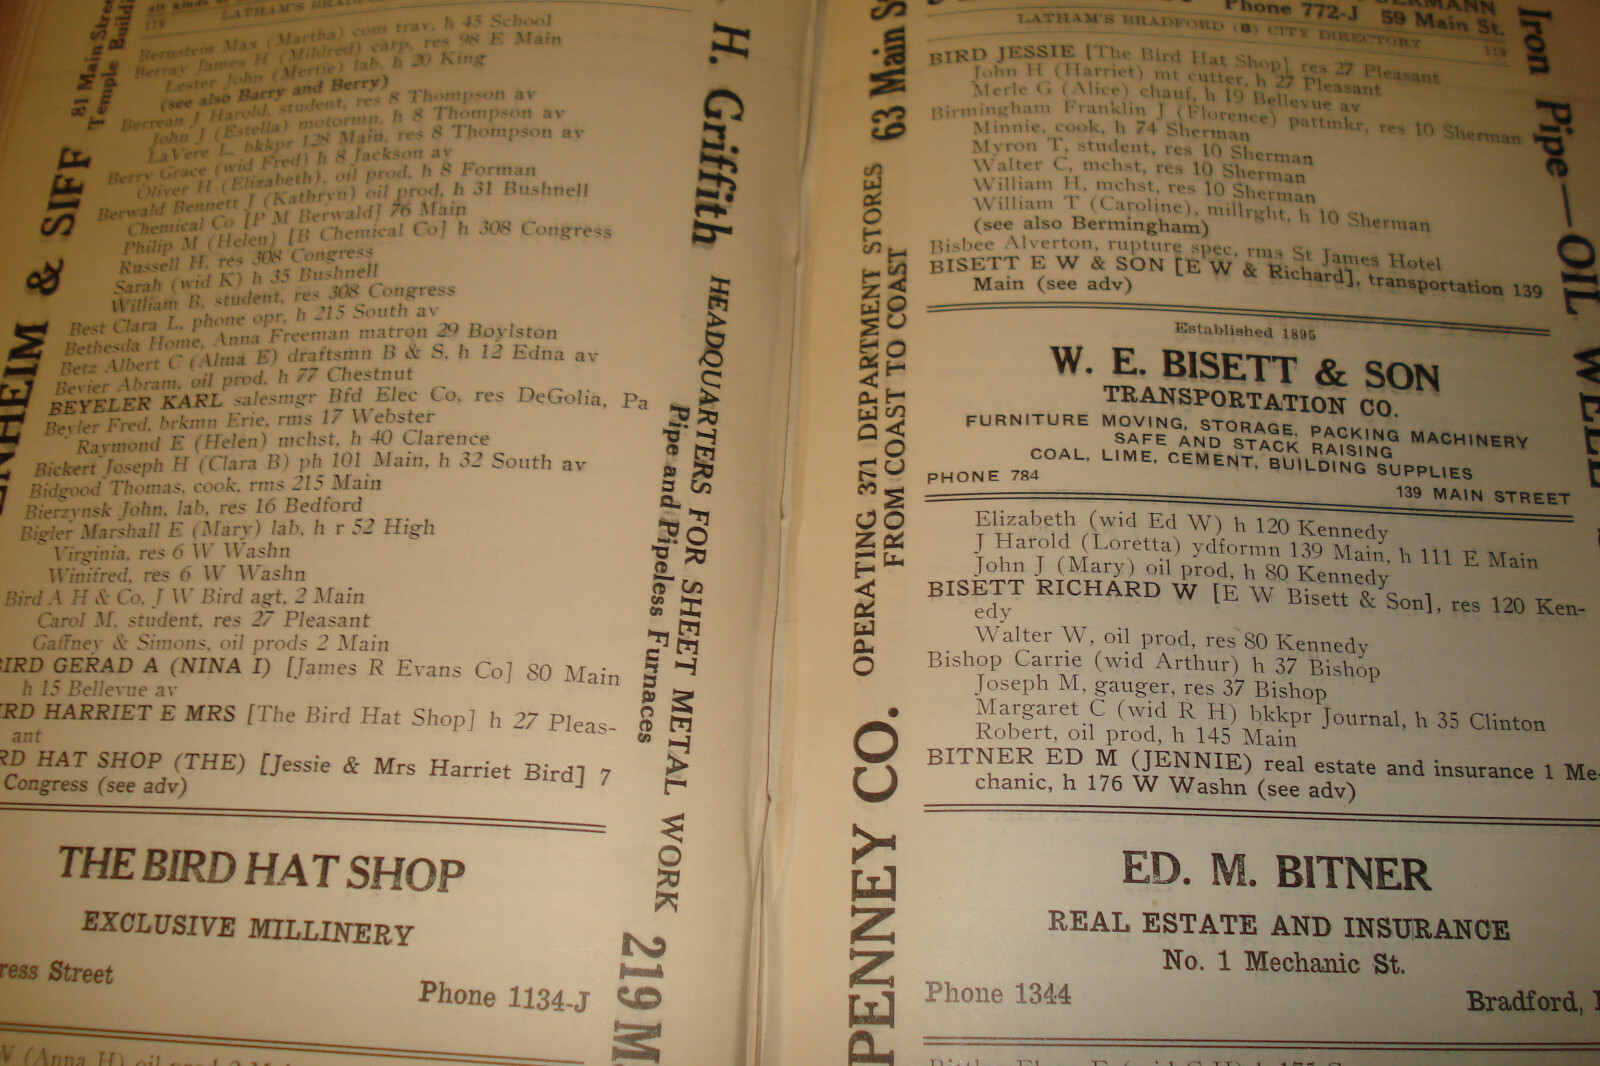 81 Main Street
Temple Building
ENHEIM & SIFF
118
LATHAM'S BRADFORD
Bernstein Max (Martha) com trav, h 45 School
Berray James H (Mildred) carp, res 98 E Main
Lester John (Mertie) lab, h 20 King
(see also Barry and Berry)
Berrean J Harold, student, res 8 Thompson av
John J (Estella) motormn, h 8 Thompson av
LaVere L, bkkpr 128 Main, res 8 Thompson av
Berry Grace (wid Fred) h 8 Jackson av
Oliver H (Elizabeth), oil prod, h 8 Forman
Berwald Bennett J (Kathryn) oil prod, h 31 Bushnell
Chemical Co [P M Berwald] 76 Main
Philip M (Helen) [B Chemical Co] h 308 Congress
Russell H, res 308 Congress
Sarah (wid K) h 35 Bushnell
William B, student, res 308 Congress
Best Clara L, phone opr, h 215 South av
Bethesda Home, Anna Freeman matron 29 Boylston
Betz Albert C (Alma E) draftsmn B & S, h 12 Edna av
Bevier Abram, oil prod, h 77 Chestnut
BEYELER KARL salesmgr Bfd Elec Co, res DeGolia, Pa
Beyler Fred, brkmn Erie, rms 17 Webster
Raymond E (Helen) mchst, h 40 Clarence
Bickert Joseph H (Clara B) ph 101 Main, h 32 South av
Bidgood Thomas, cook, rms 215 Main
Bierzynsk John, lab, res 16 Bedford
Bigler Marshall E (Mary) lab, h r 52 High
Virginia, res 6 W Washn
Winifred, res 6 W Washn
Bird A H & Co, J W Bird agt, 2 Main
Carol M, student, res 27 Pleasant
Gaffney & Simons, oil prods 2 Main
BIRD GERAD A (NINA I) [James R Evans Co] 80 Main
h 15 Bellevue av
RD HARRIET E MRS [The Bird Hat Shop] h 27 Pleas-
ant
RD HAT SHOP (THE) [Jessie & Mrs Harriet Bird] 7
Congress (see adv)
THE BIRD HAT SHOP
EXCLUSIVE MILLINERY
ress Street
Phone 1134-J
W (Anna H) oil prod 2 Main
H. Griffith HEADQUARTERS FOR SHEET METAL WORK 219 M
Pipe and Pipeless Furnaces
PENNEY CO. OPERATING 371 DEPARTMENT STORES
FROM COAST TO COAST
63 Main S
Phone 772-J 59 Main St.
LATHAM'S BRADFORD (B) CITY DIRECTORY
119
BIRD JESSIE [The Bird Hat Shop] res 27 Pleasant
John H (Harriet) mt cutter, h 27 Pleasant
Merle G (Alice) chauf, h 19 Bellevue av
Birmingham Franklin J (Florence) pattmkr, res 10 Sherman
Minnie, cook, h 74 Sherman
Myron T, student, res 10 Sherman
Walter C, mchst, res 10 Sherman
William H, mchst, res 10 Sherman
William T (Caroline), millrght, h 10 Sherman
(see also Bermingham)
Bisbee Alverton, rupture spec, rms St James Hotel
BISETT E W & SON [E W & Richard], transportation 139
Main (see adv)
Established 1895
W. E. BISETT & SON
TRANSPORTATION CO.
FURNITURE MOVING, STORAGE, PACKING MACHINERY
SAFE AND STACK RAISING
COAL, LIME, CEMENT, BUILDING SUPPLIES
PHONE 784
139 MAIN STREET
Elizabeth (wid Ed W) h 120 Kennedy
J Harold (Loretta) ydformn 139 Main, h 111 E Main
John J (Mary) oil prod, h 80 Kennedy
BISETT RICHARD W [E W Bisett & Son], res 120 Ken-
edy
Walter W, oil prod, res 80 Kennedy
Bishop Carrie (wid Arthur) h 37 Bishop
Joseph M, gauger, res 37 Bishop
Margaret C (wid R H) bkkpr Journal, h 35 Clinton
Robert, oil prod, h 145 Main
BITNER ED M (JENNIE) real estate and insurance 1 Me-
chanic, h 176 W Washn (see adv)
ED. M. BITNER
REAL ESTATE AND INSURANCE
No. 1 Mechanic St.
Phone 1344
Bradford,
Iron Pipe—OIL WELL